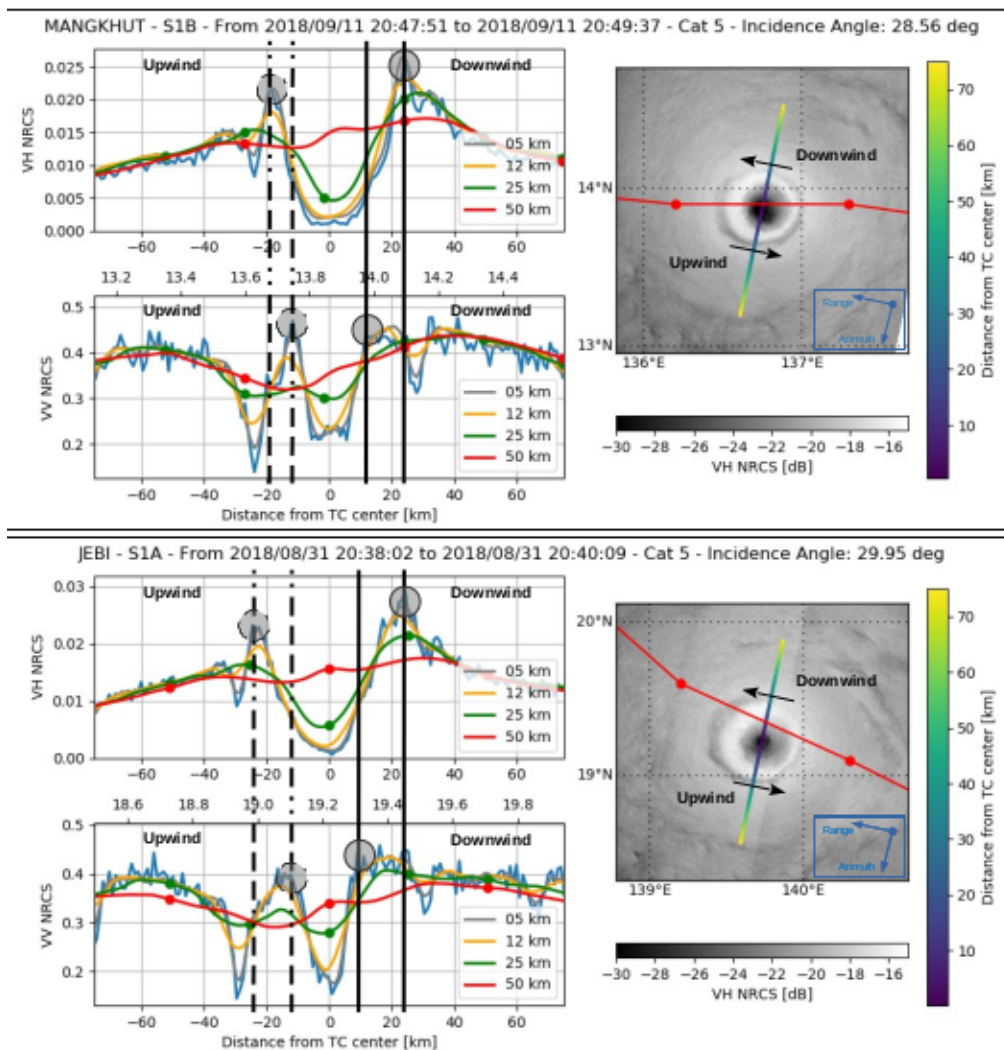 MANGKHUT - S1B - From 2018/09/11 20:47:51 to 2018/09/11 20:49:37 - Cat 5 - Incidence Angle: 28.56 deg
Upwind
Downwind
0.025
0.020
0.015
0.010
0.005
0.000
VH NRCS
05 km
12 km
25 km
50 km
−60 −40 −20 0 20 40 60
13.2 13.4 13.6 13.8 14.0 14.2 14.4
Upwind
Downwind
0.5
0.4
0.3
0.2
VV NRCS
05 km
12 km
25 km
50 km
−60 −40 −20 0 20 40 60
Distance from TC center [km]
Downwind
Upwind
14°N
13°N
136°E 137°E
Range
Azimuth
−30 −28 −26 −24 −22 −20 −18 −16
VH NRCS [dB]
70
60
50
40
30
20
10
Distance from TC center [km]
JEBI - S1A - From 2018/08/31 20:38:02 to 2018/08/31 20:40:09 - Cat 5 - Incidence Angle: 29.95 deg
Upwind
Downwind
0.03
0.02
0.01
0.00
VH NRCS
05 km
12 km
25 km
50 km
−60 −40 −20 0 20 40 60
18.6 18.8 19.0 19.2 19.4 19.6 19.8
Upwind
Downwind
0.5
0.4
0.3
0.2
VV NRCS
05 km
12 km
25 km
50 km
−60 −40 −20 0 20 40 60
Distance from TC center [km]
Downwind
Upwind
20°N
19°N
139°E 140°E
Range
Azimuth
−30 −28 −26 −24 −22 −20 −18 −16
VH NRCS [dB]
70
60
50
40
30
20
10
Distance from TC center [km]